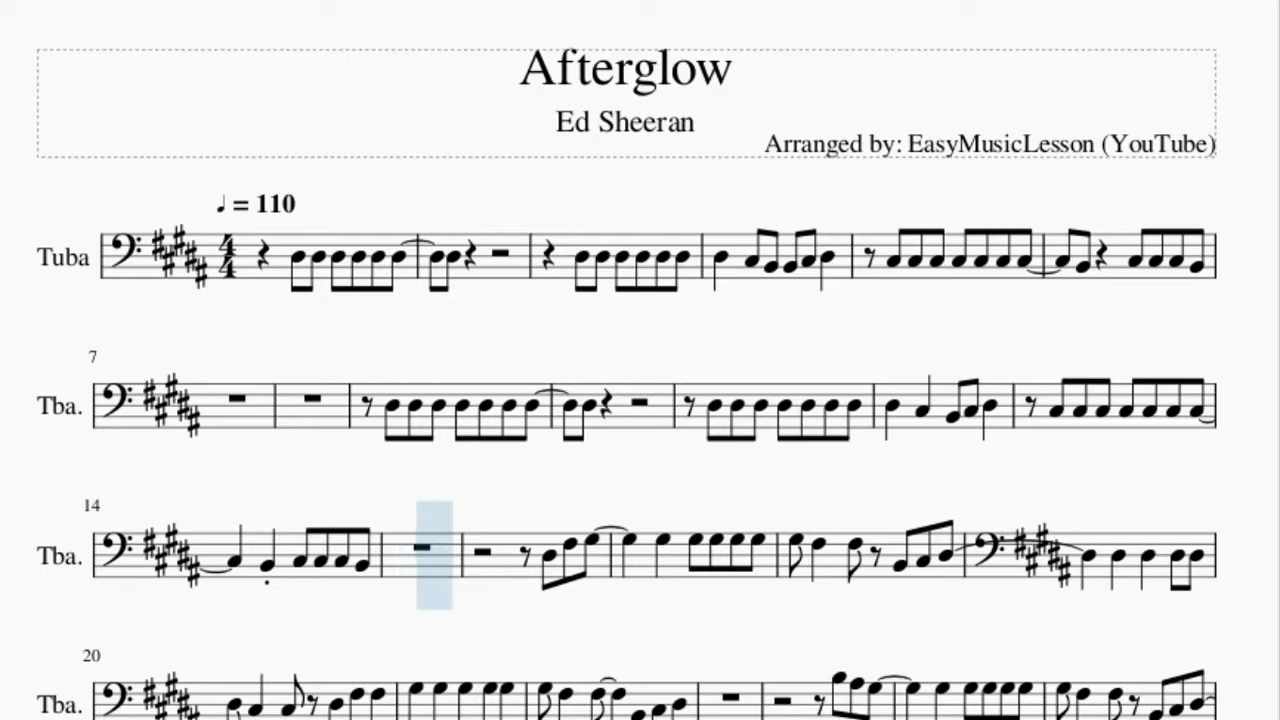 Afterglow
Ed Sheeran
Arranged by: EasyMusicLesson (YouTube)
♩ = 110
Tuba
4
4
7
Tba.
14
Tba.
20
Tba.